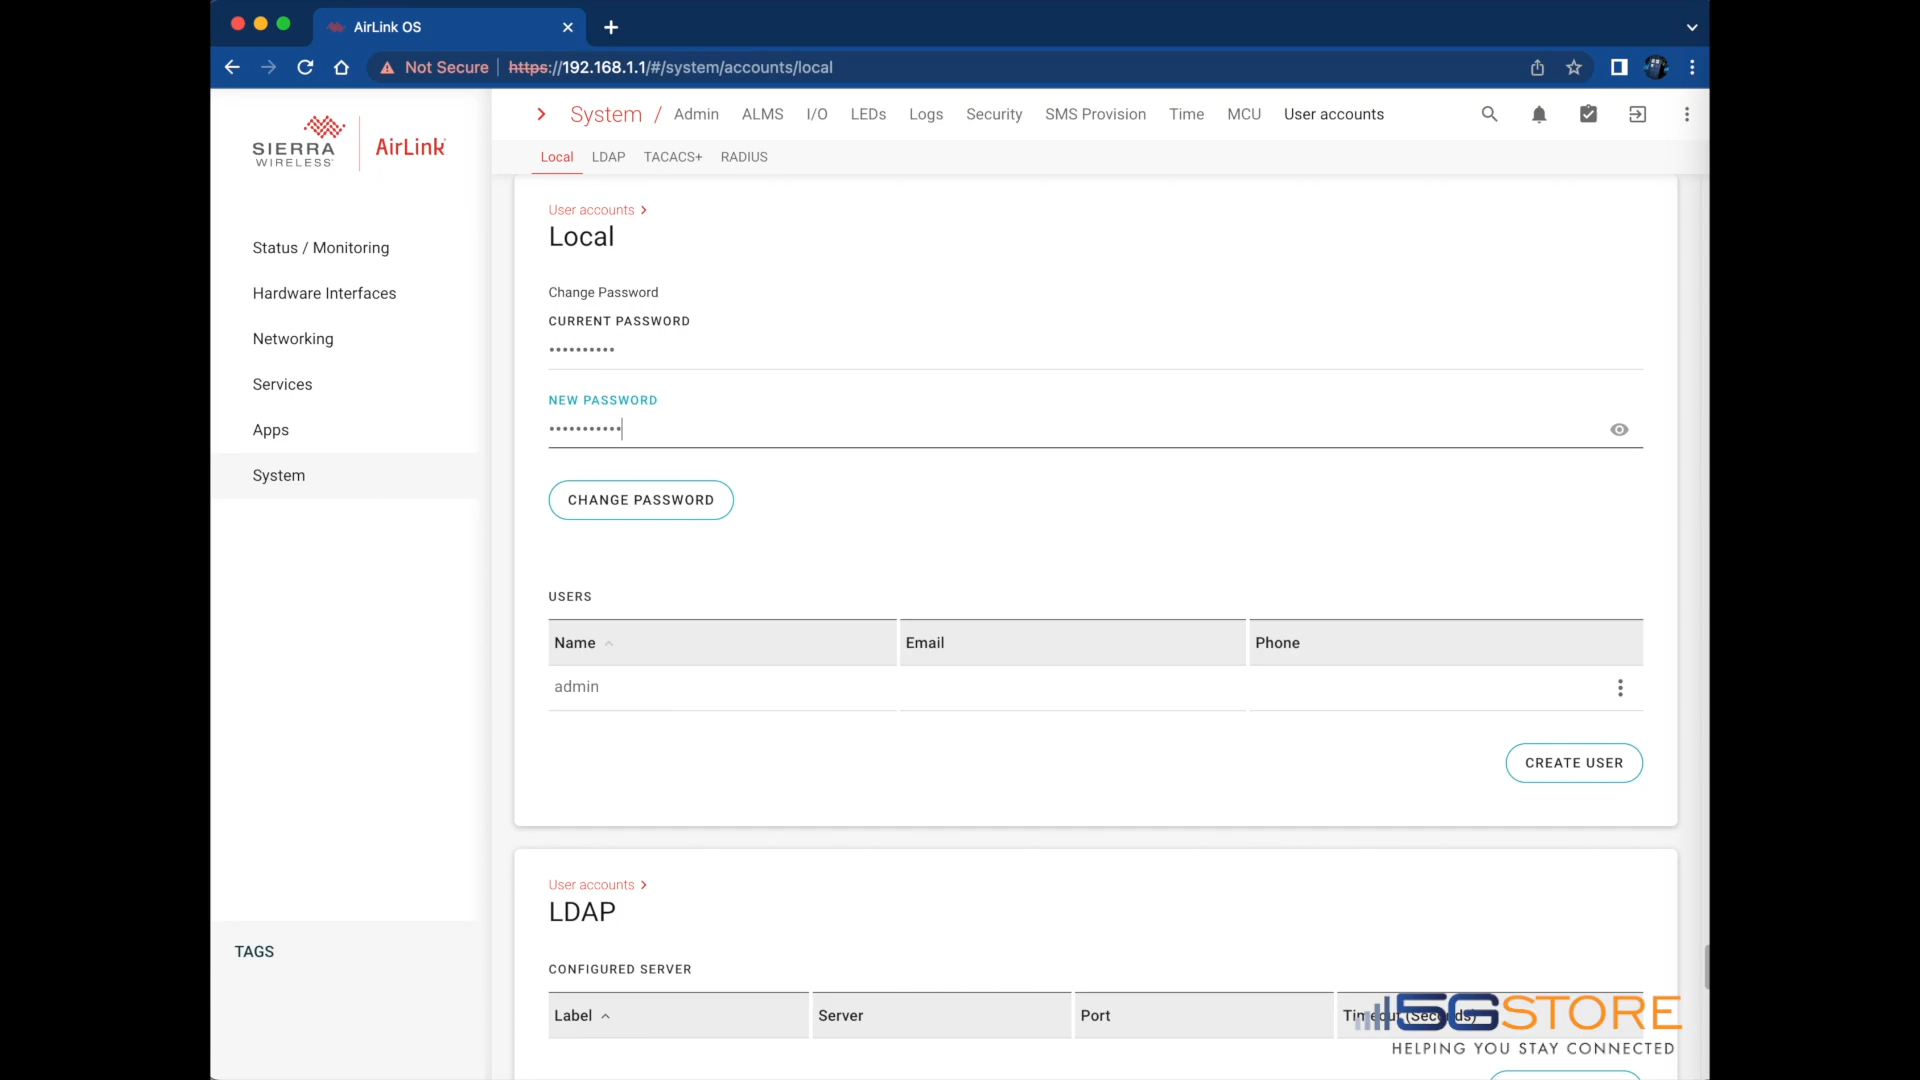 AirLink OS
Not Secure https://192.168.1.1/#/system/accounts/local
SIERRA
WIRELESS
AirLink
System / Admin ALMS I/O LEDs Logs Security SMS Provision Time MCU User accounts
Local LDAP TACACS+ RADIUS
Status / Monitoring
Hardware Interfaces
Networking
Services
Apps
System
TAGS
User accounts
Local
Change Password
CURRENT PASSWORD
••••••••••
NEW PASSWORD
•••••••••••
CHANGE PASSWORD
USERS
Name Email Phone
admin
CREATE USER
User accounts
LDAP
CONFIGURED SERVER
Label Server Port Timeout (Seconds)
5GSTORE
HELPING YOU STAY CONNECTED